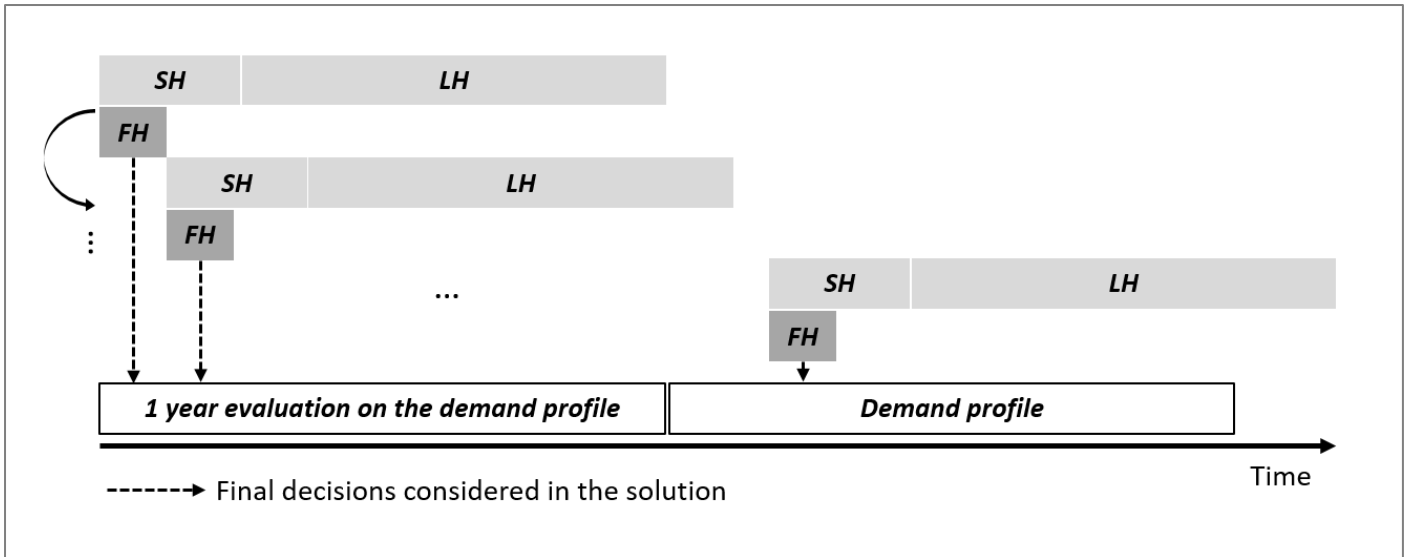 SH LH
FH
SH LH
⋮
FH
SH LH
...
FH
1 year evaluation on the demand profile Demand profile
Time
Final decisions considered in the solution